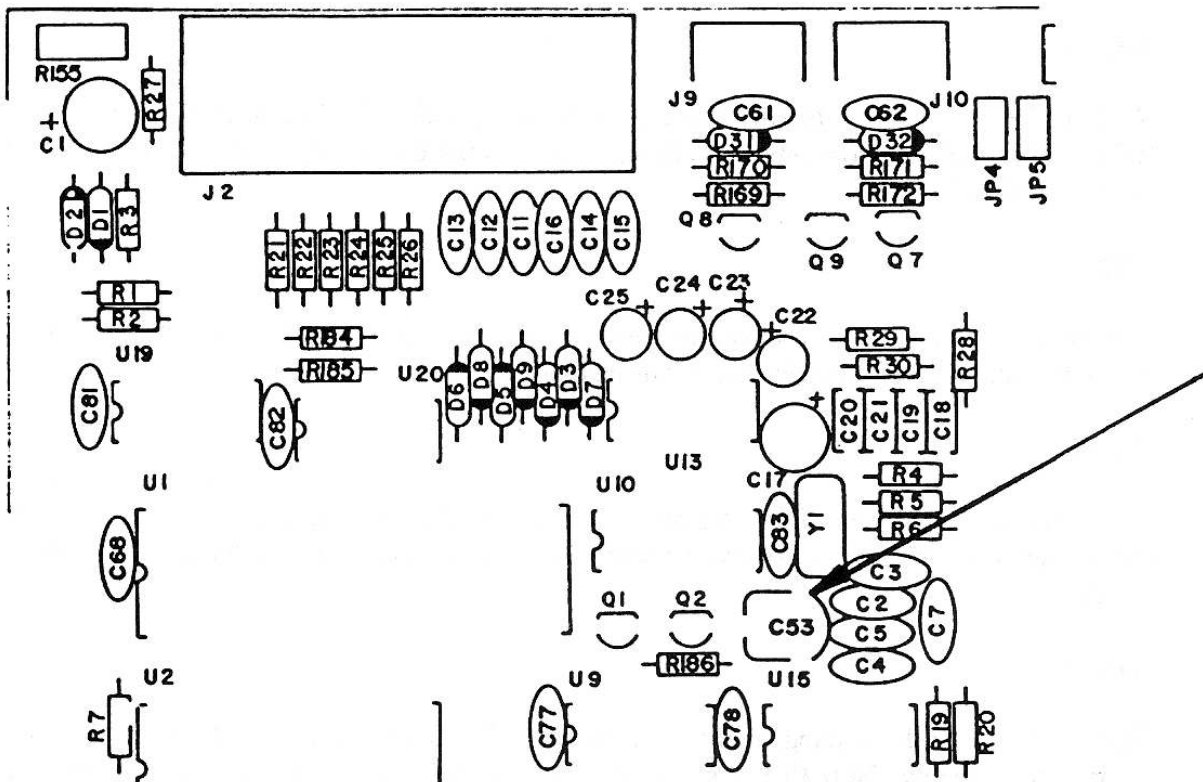 R155
R27
J9
C61
C62
J10
+
C1
D31
D32
R170
R171
JP4
JP5
J2
R169
R172
D2
D1
R3
Q8
Q9
Q7
C13
C12
C11
C16
C14
C15
R21
R22
R23
R24
R25
R26
R1
R2
C25
+
C24
+
C23
+
+
C22
R184
R29
R28
U19
R185
U20
R30
C81
C82
D6
D8
D5
D9
D4
D3
D7
+
C20
C21
C19
C18
U13
U1
U10
C17
R4
C68
C83
Y1
R5
R6
C3
Q1
Q2
C53
C2
C7
C5
R186
C4
U2
U9
U15
R7
C77
C78
R19
R20